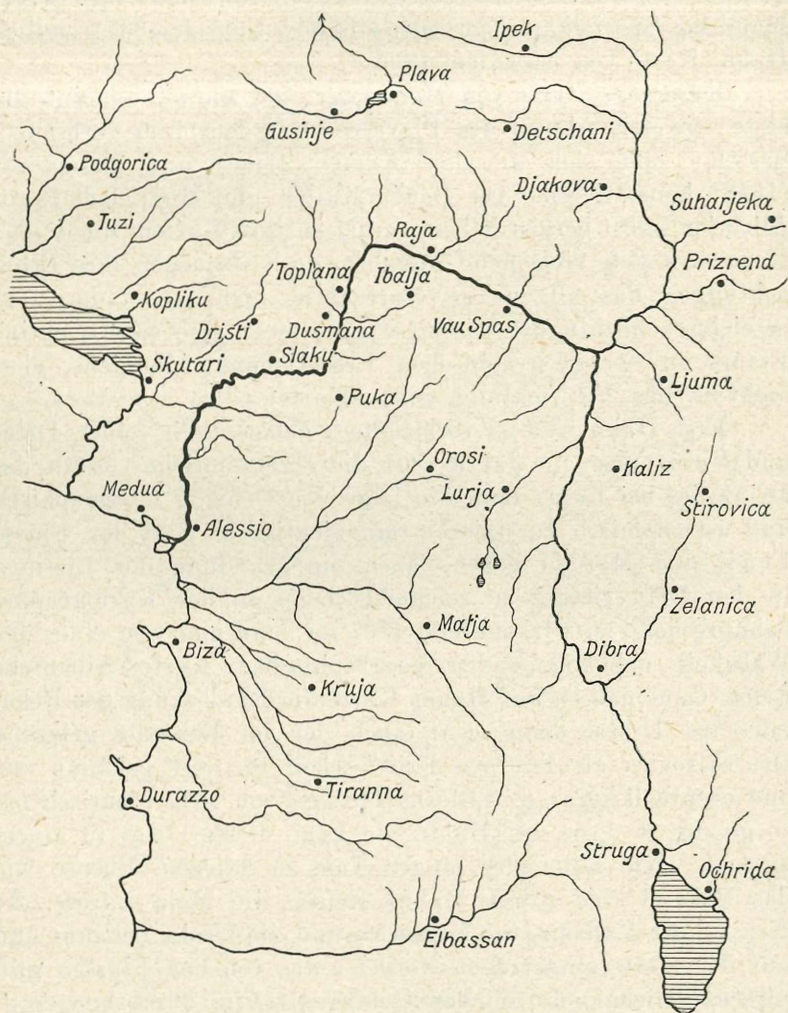 Ipek
Plava
Gusinje
Detschani
Podgorica
Djakova
Suharjeka
Tuzi
Raja
Prizrend
Toplana
Ibalja
Kopliku
Dristi
Dusmana
Vau Spas
Slaku
Skutari
Puka
Ljuma
Orosi
Kaliz
Medua
Lurja
Stirovica
Alessio
Zelanica
Matja
Biza
Dibra
Kruja
Tiranna
Durazzo
Struga
Ochrida
Elbassan